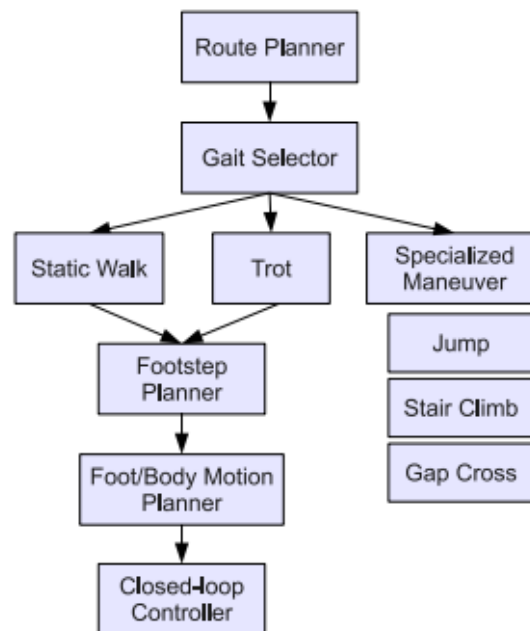 Route Planner
Gait Selector
Static Walk
Trot
Specialized
Maneuver
Footstep
Planner
Jump
Stair Climb
Gap Cross
Foot/Body Motion
Planner
Closed-loop
Controller